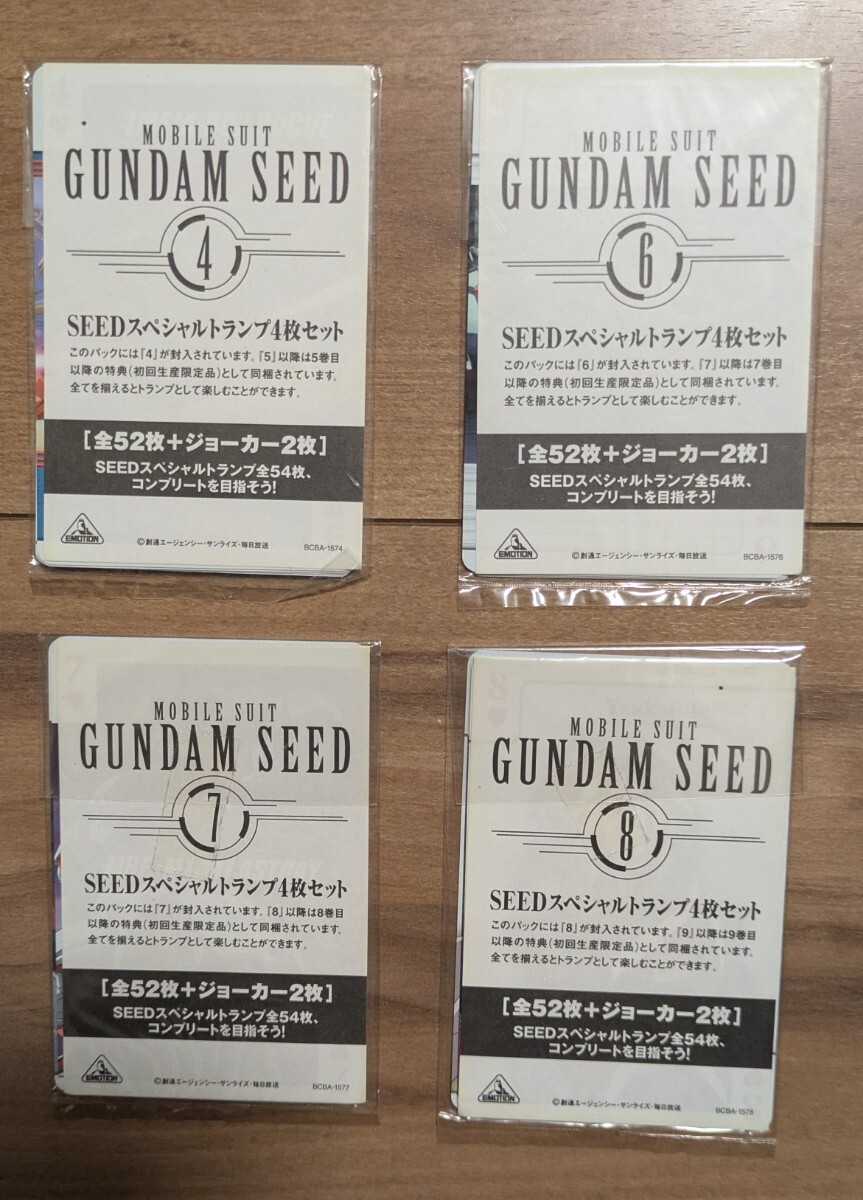 MOBILE SUIT
GUNDAM SEED
4
SEEDスペシャルトランプ4枚セット
このパックには『4』が封入されています。『5』以降は5巻目
以降の特典(初回生産限定品)として同梱されています。
全てを揃えるとトランプとして楽しむことができます。
[全52枚+ジョーカー2枚]
SEEDスペシャルトランプ全54枚、
コンプリートを目指そう!
EMOTION
©創通エージェンシー・サンライズ・毎日放送
BCBA-1574
MOBILE SUIT
GUNDAM SEED
6
SEEDスペシャルトランプ4枚セット
このパックには『6』が封入されています。『7』以降は7巻目
以降の特典(初回生産限定品)として同梱されています。
全てを揃えるとトランプとして楽しむことができます。
[全52枚+ジョーカー2枚]
SEEDスペシャルトランプ全54枚、
コンプリートを目指そう!
EMOTION
©創通エージェンシー・サンライズ・毎日放送
BCBA-1576
7
MOBILE SUIT
GUNDAM SEED
7
SEEDスペシャルトランプ4枚セット
このパックには『7』が封入されています。『8』以降は8巻目
以降の特典(初回生産限定品)として同梱されています。
全てを揃えるとトランプとして楽しむことができます。
[全52枚+ジョーカー2枚]
SEEDスペシャルトランプ全54枚、
コンプリートを目指そう!
EMOTION
©創通エージェンシー・サンライズ・毎日放送
BCBA-1577
8
MOBILE SUIT
GUNDAM SEED
8
SEEDスペシャルトランプ4枚セット
このパックには『8』が封入されています。『9』以降は9巻目
以降の特典(初回生産限定品)として同梱されています。
全てを揃えるとトランプとして楽しむことができます。
[全52枚+ジョーカー2枚]
SEEDスペシャルトランプ全54枚、
コンプリートを目指そう!
EMOTION
©創通エージェンシー・サンライズ・毎日放送
BCBA-1578